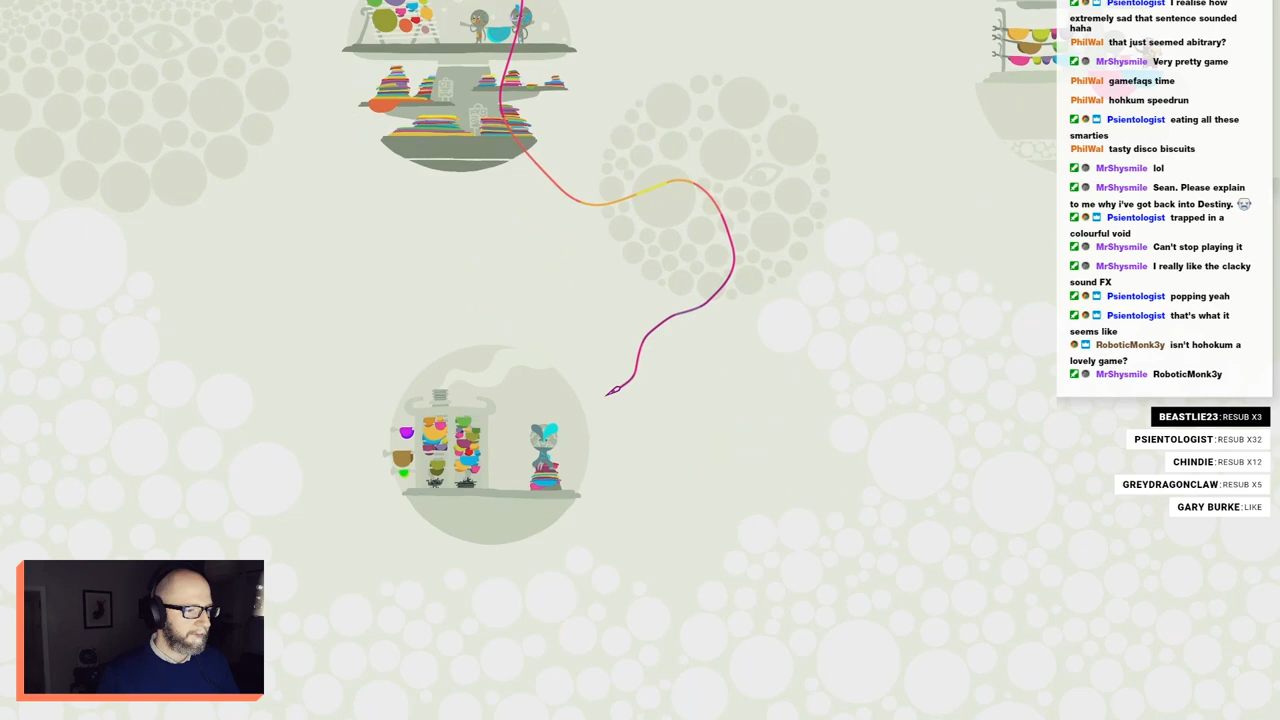 Psientologist I realise how
extremely sad that sentence sounded
haha
PhilWal that just seemed abitrary?
MrShysmile Very pretty game
PhilWal gamefaqs time
PhilWal hohkum speedrun
Psientologist eating all these
smarties
PhilWal tasty disco biscuits
MrShysmile lol
MrShysmile Sean. Please explain
to me why i've got back into Destiny.
Psientologist trapped in a
colourful void
MrShysmile Can't stop playing it
MrShysmile I really like the clacky
sound FX
Psientologist popping yeah
Psientologist that's what it
seems like
RoboticMonk3y isn't hohokum a
lovely game?
MrShysmile RoboticMonk3y
BEASTLIE23: RESUB X3
PSIENTOLOGIST: RESUB X32
CHINDIE: RESUB X12
GREYDRAGONCLAW: RESUB X5
GARY BURKE: LIKE